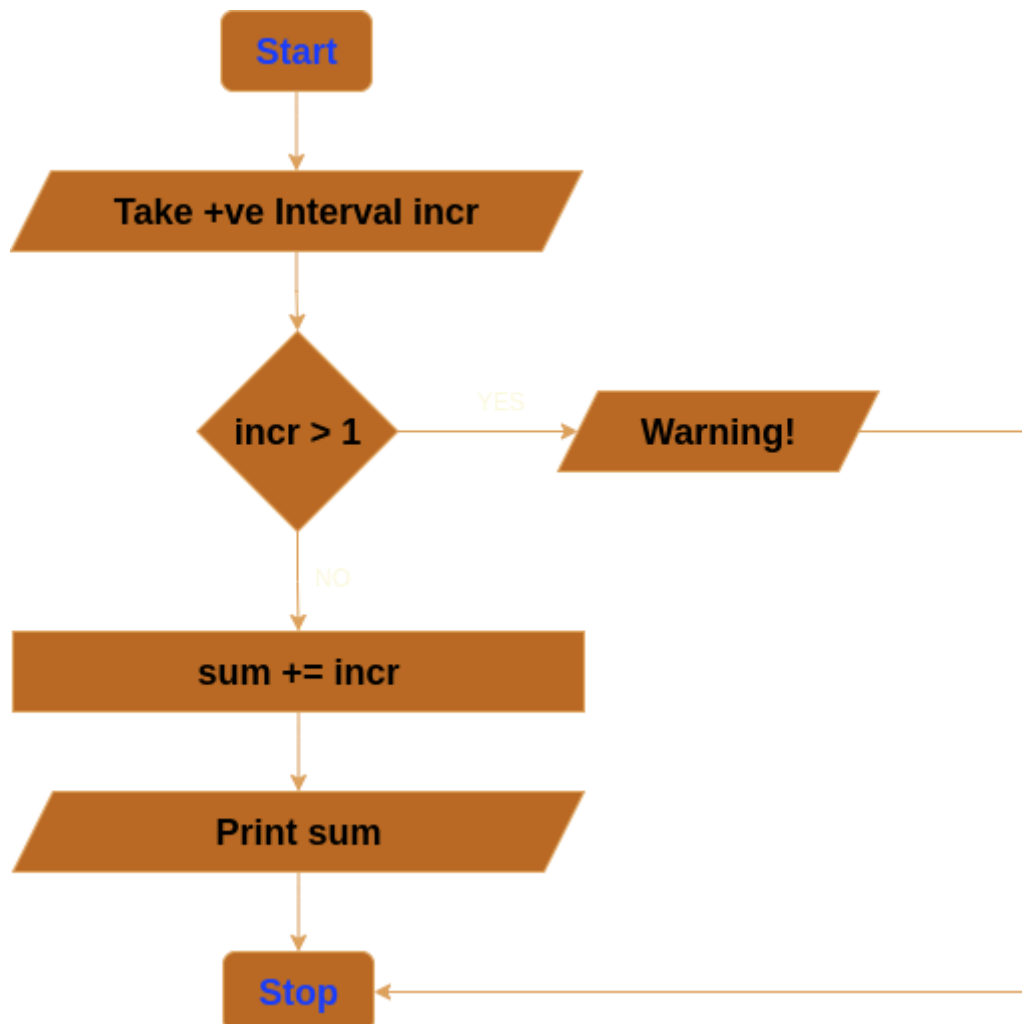 Start
Take +ve Interval incr
incr > 1
YES
Warning!
NO
sum += incr
Print sum
Stop